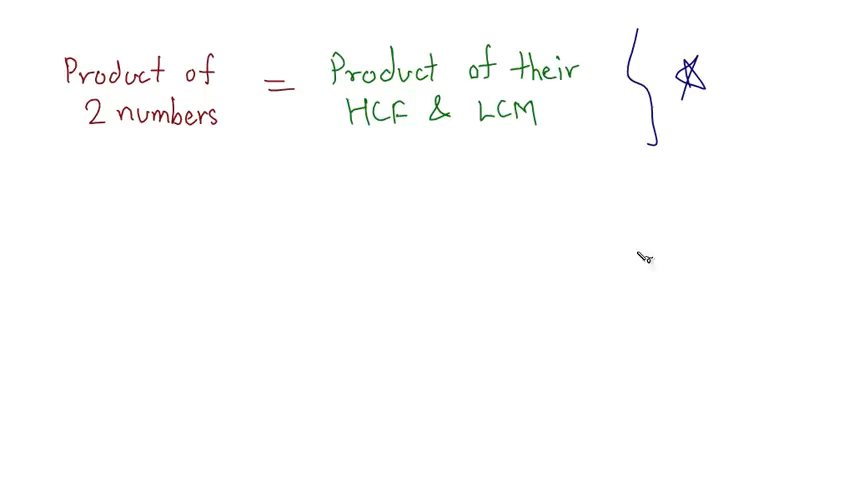 Product of = Product of their
2 numbers HCF & LCM